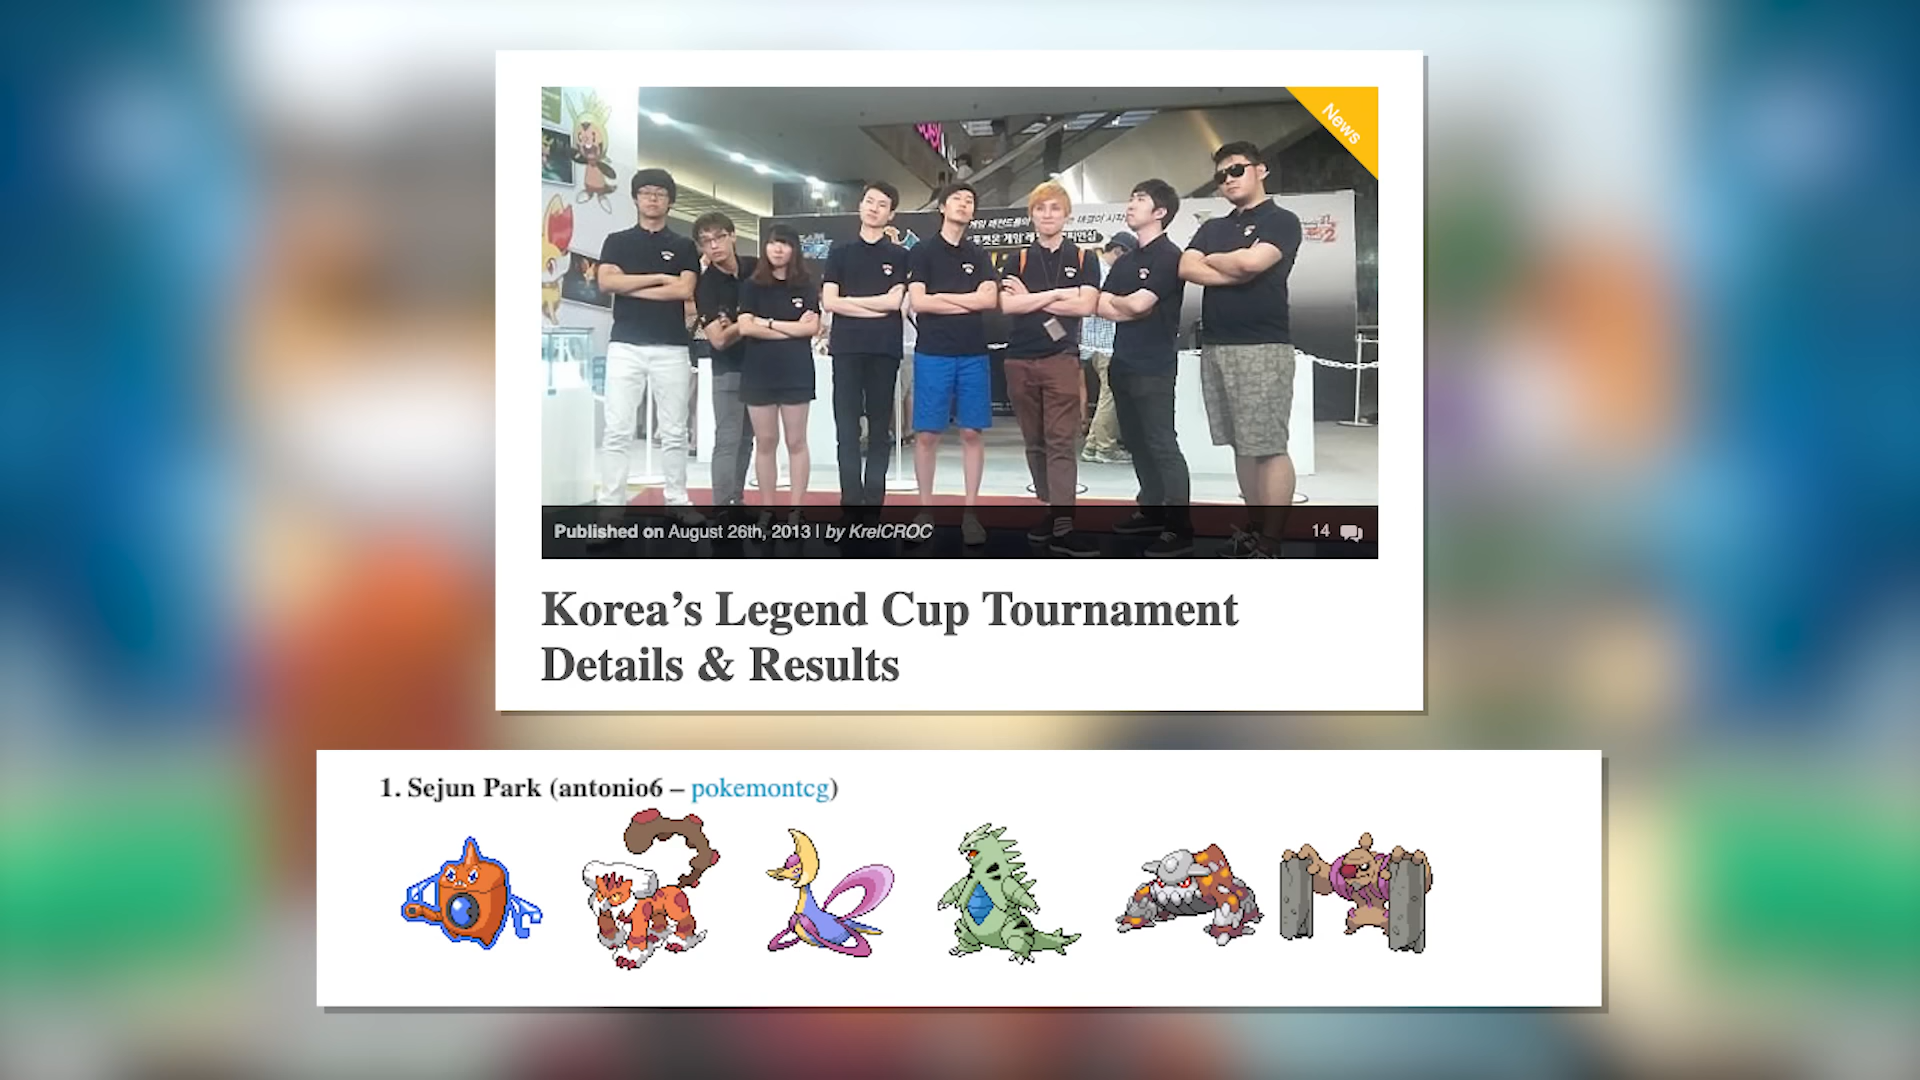 News
Published on August 26th, 2013 | by KrelCROC
14
Korea's Legend Cup Tournament
Details & Results
1. Sejun Park (antonio6 – pokemontcg)